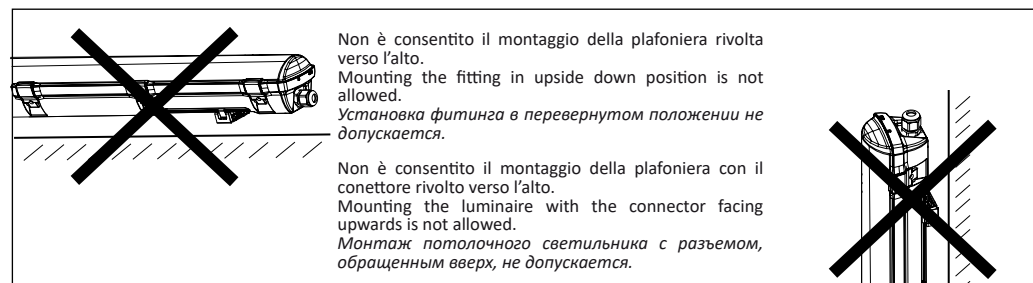 Non è consentito il montaggio della plafoniera rivolta
verso l'alto.
Mounting the fitting in upside down position is not
allowed.
Установка фитинга в перевернутом положении не
допускается.
Non è consentito il montaggio della plafoniera con il
conettore rivolto verso l'alto.
Mounting the luminaire with the connector facing
upwards is not allowed.
Монтаж потолочного светильника с разъемом,
обращенным вверх, не допускается.